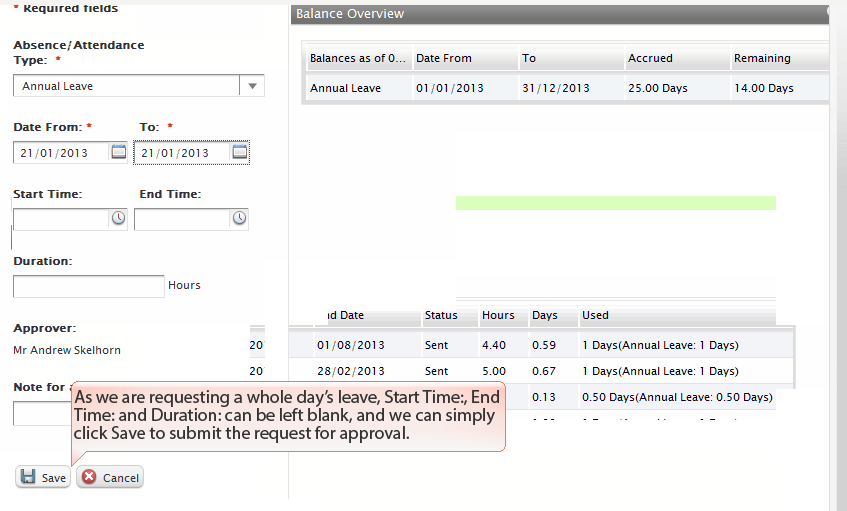 * Required fields
Absence/Attendance
Type: *
Annual Leave
Date From: * To: *
21/01/2013 21/01/2013
Start Time: End Time:
Duration:
Hours
Approver:
Mr Andrew Skelhorn
Note for
As we are requesting a whole day's leave, Start Time:, End
Time: and Duration: can be left blank, and we can simply
click Save to submit the request for approval.
Save Cancel
Balance Overview
Balances as of 0... Date From To Accrued Remaining
Annual Leave 01/01/2013 31/12/2013 25.00 Days 14.00 Days
nd Date Status Hours Days Used
20 01/08/2013 Sent 4.40 0.59 1 Days(Annual Leave: 1 Days)
20 28/02/2013 Sent 5.00 0.67 1 Days(Annual Leave: 1 Days)
0.13 0.50 Days(Annual Leave: 0.50 Days)